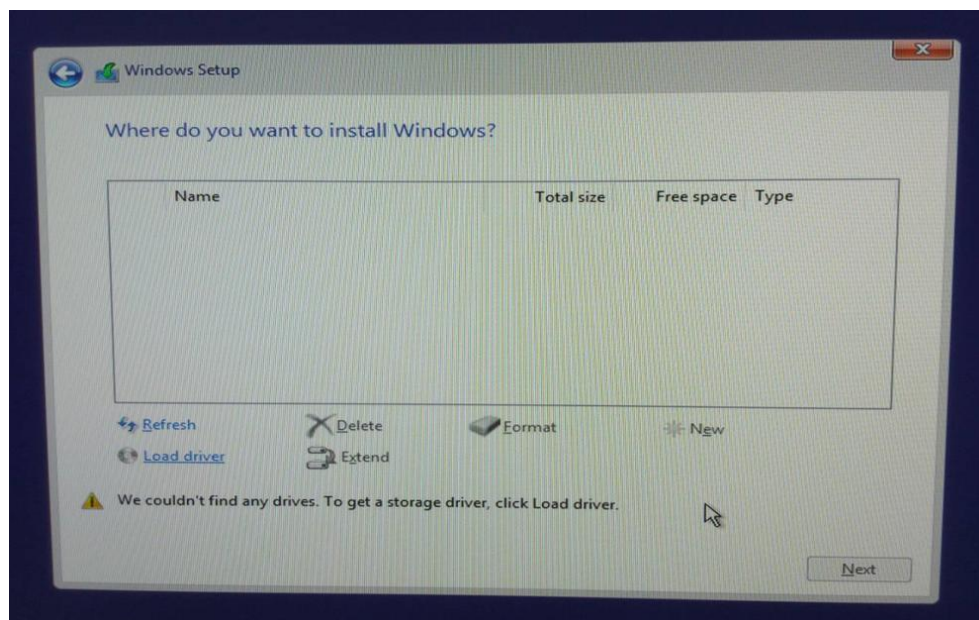 Windows Setup
Where do you want to install Windows?
Name Total size Free space Type
Refresh Delete Format New
Load driver Extend
We couldn't find any drives. To get a storage driver, click Load driver.
Next